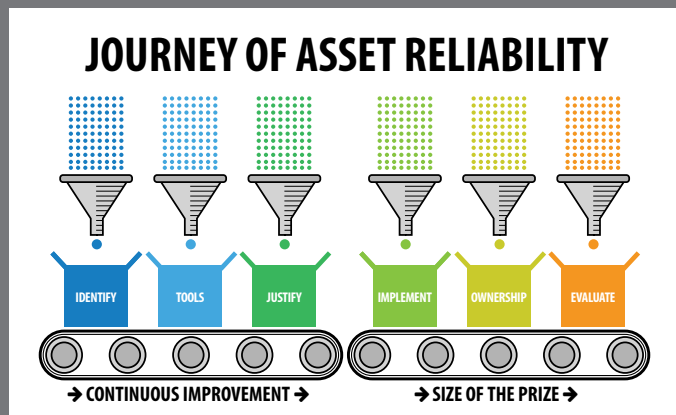 JOURNEY OF ASSET RELIABILITY
IDENTIFY
TOOLS
JUSTIFY
IMPLEMENT
OWNERSHIP
EVALUATE
→ CONTINUOUS IMPROVEMENT →
→ SIZE OF THE PRIZE →